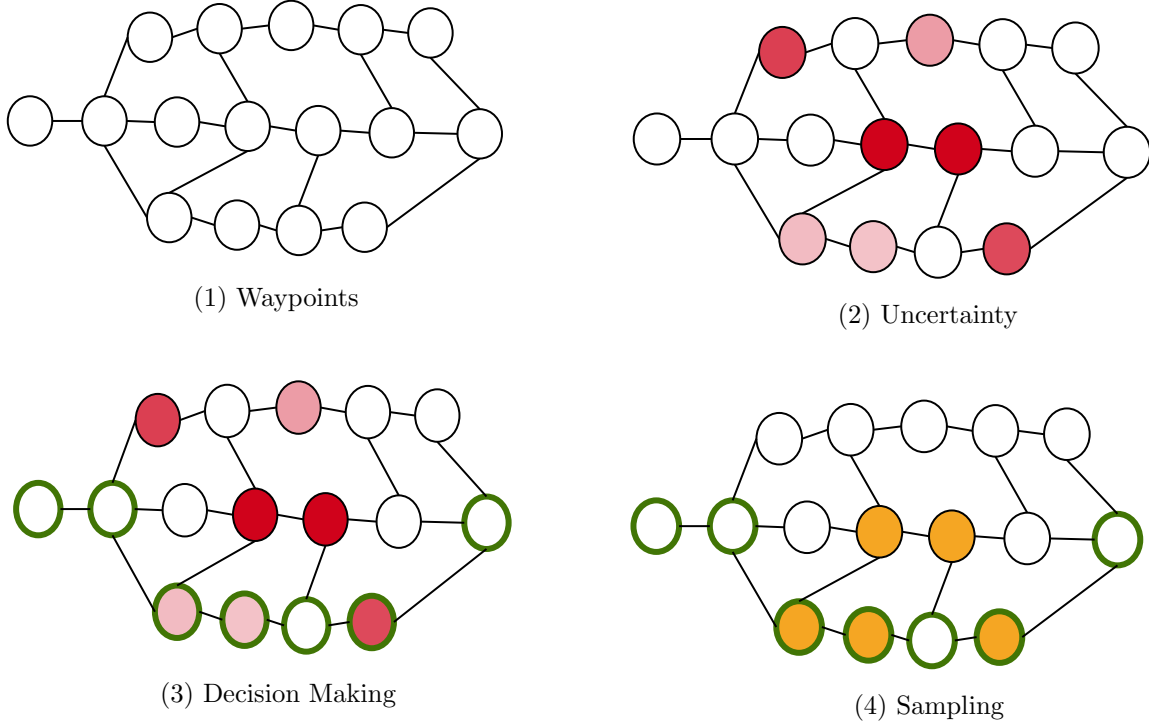 (1) Waypoints
(2) Uncertainty
(3) Decision Making
(4) Sampling